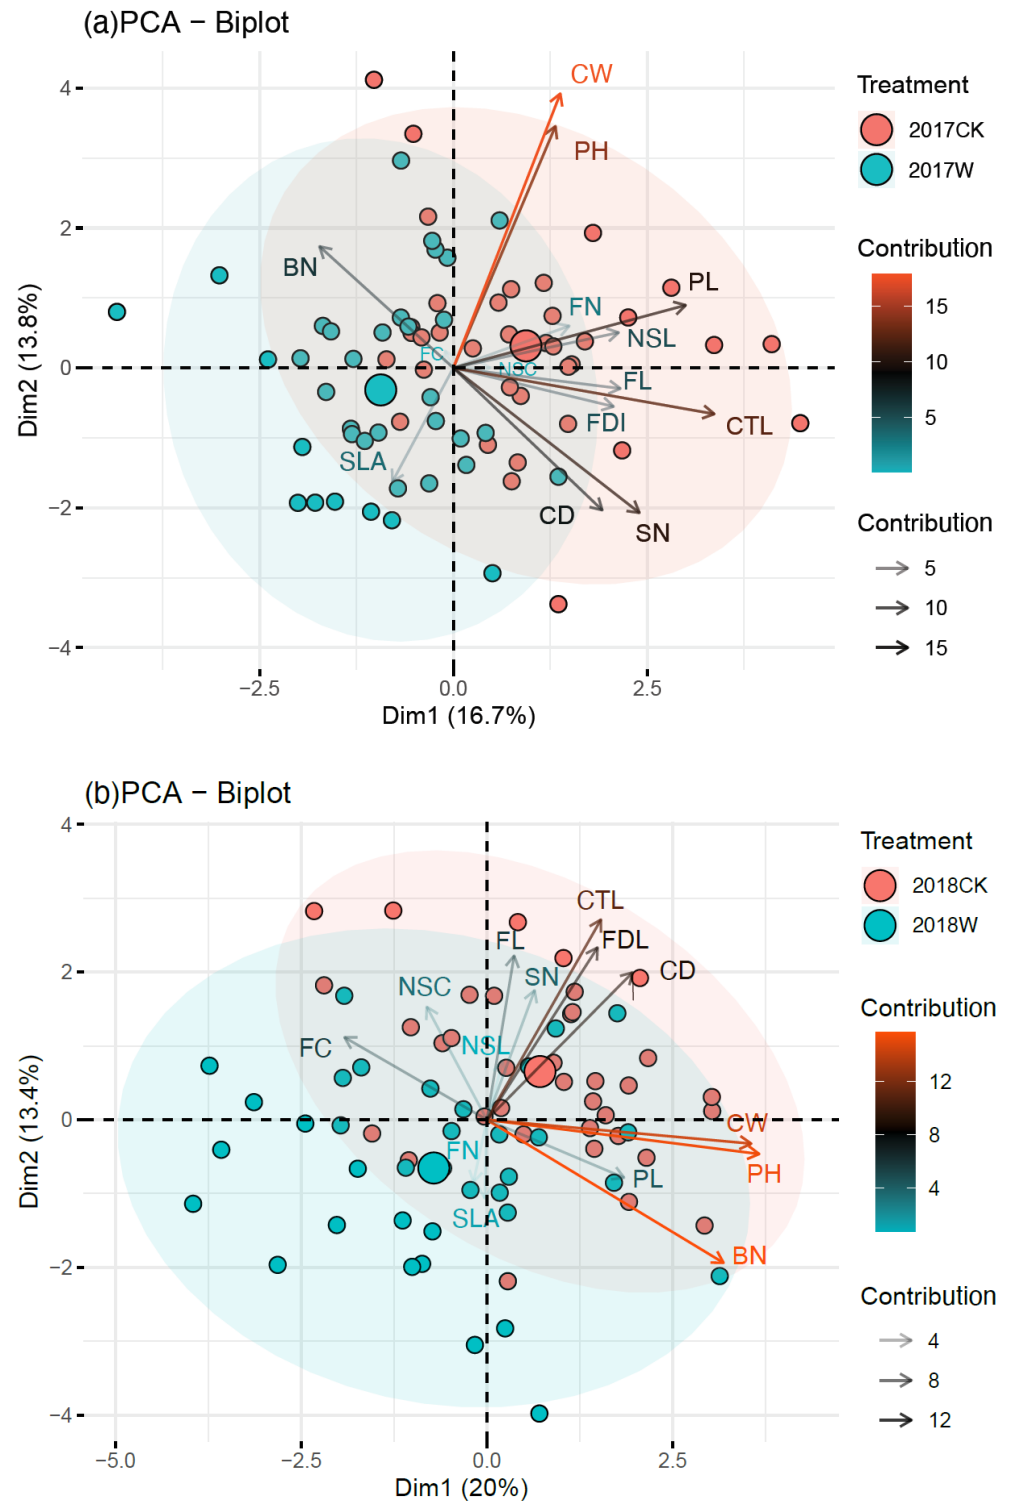 (a)PCA − Biplot
CW
PH
BN
PL
FN
NSL
FC
NSC
FL
FDI
CTL
SLA
CD
SN
4
2
0
−2
−4
Dim2 (13.8%)
−2.5 0.0 2.5
Dim1 (16.7%)
Treatment
2017CK
2017W
Contribution
15
10
5
Contribution
5
10
15
(b)PCA − Biplot
CTL
FL
FDL
SN
CD
NSC
NSL
FC
CW
FN
PH
PL
SLA
BN
4
2
0
−2
−4
Dim2 (13.4%)
−5.0 −2.5 0.0 2.5
Dim1 (20%)
Treatment
2018CK
2018W
Contribution
12
8
4
Contribution
4
8
12